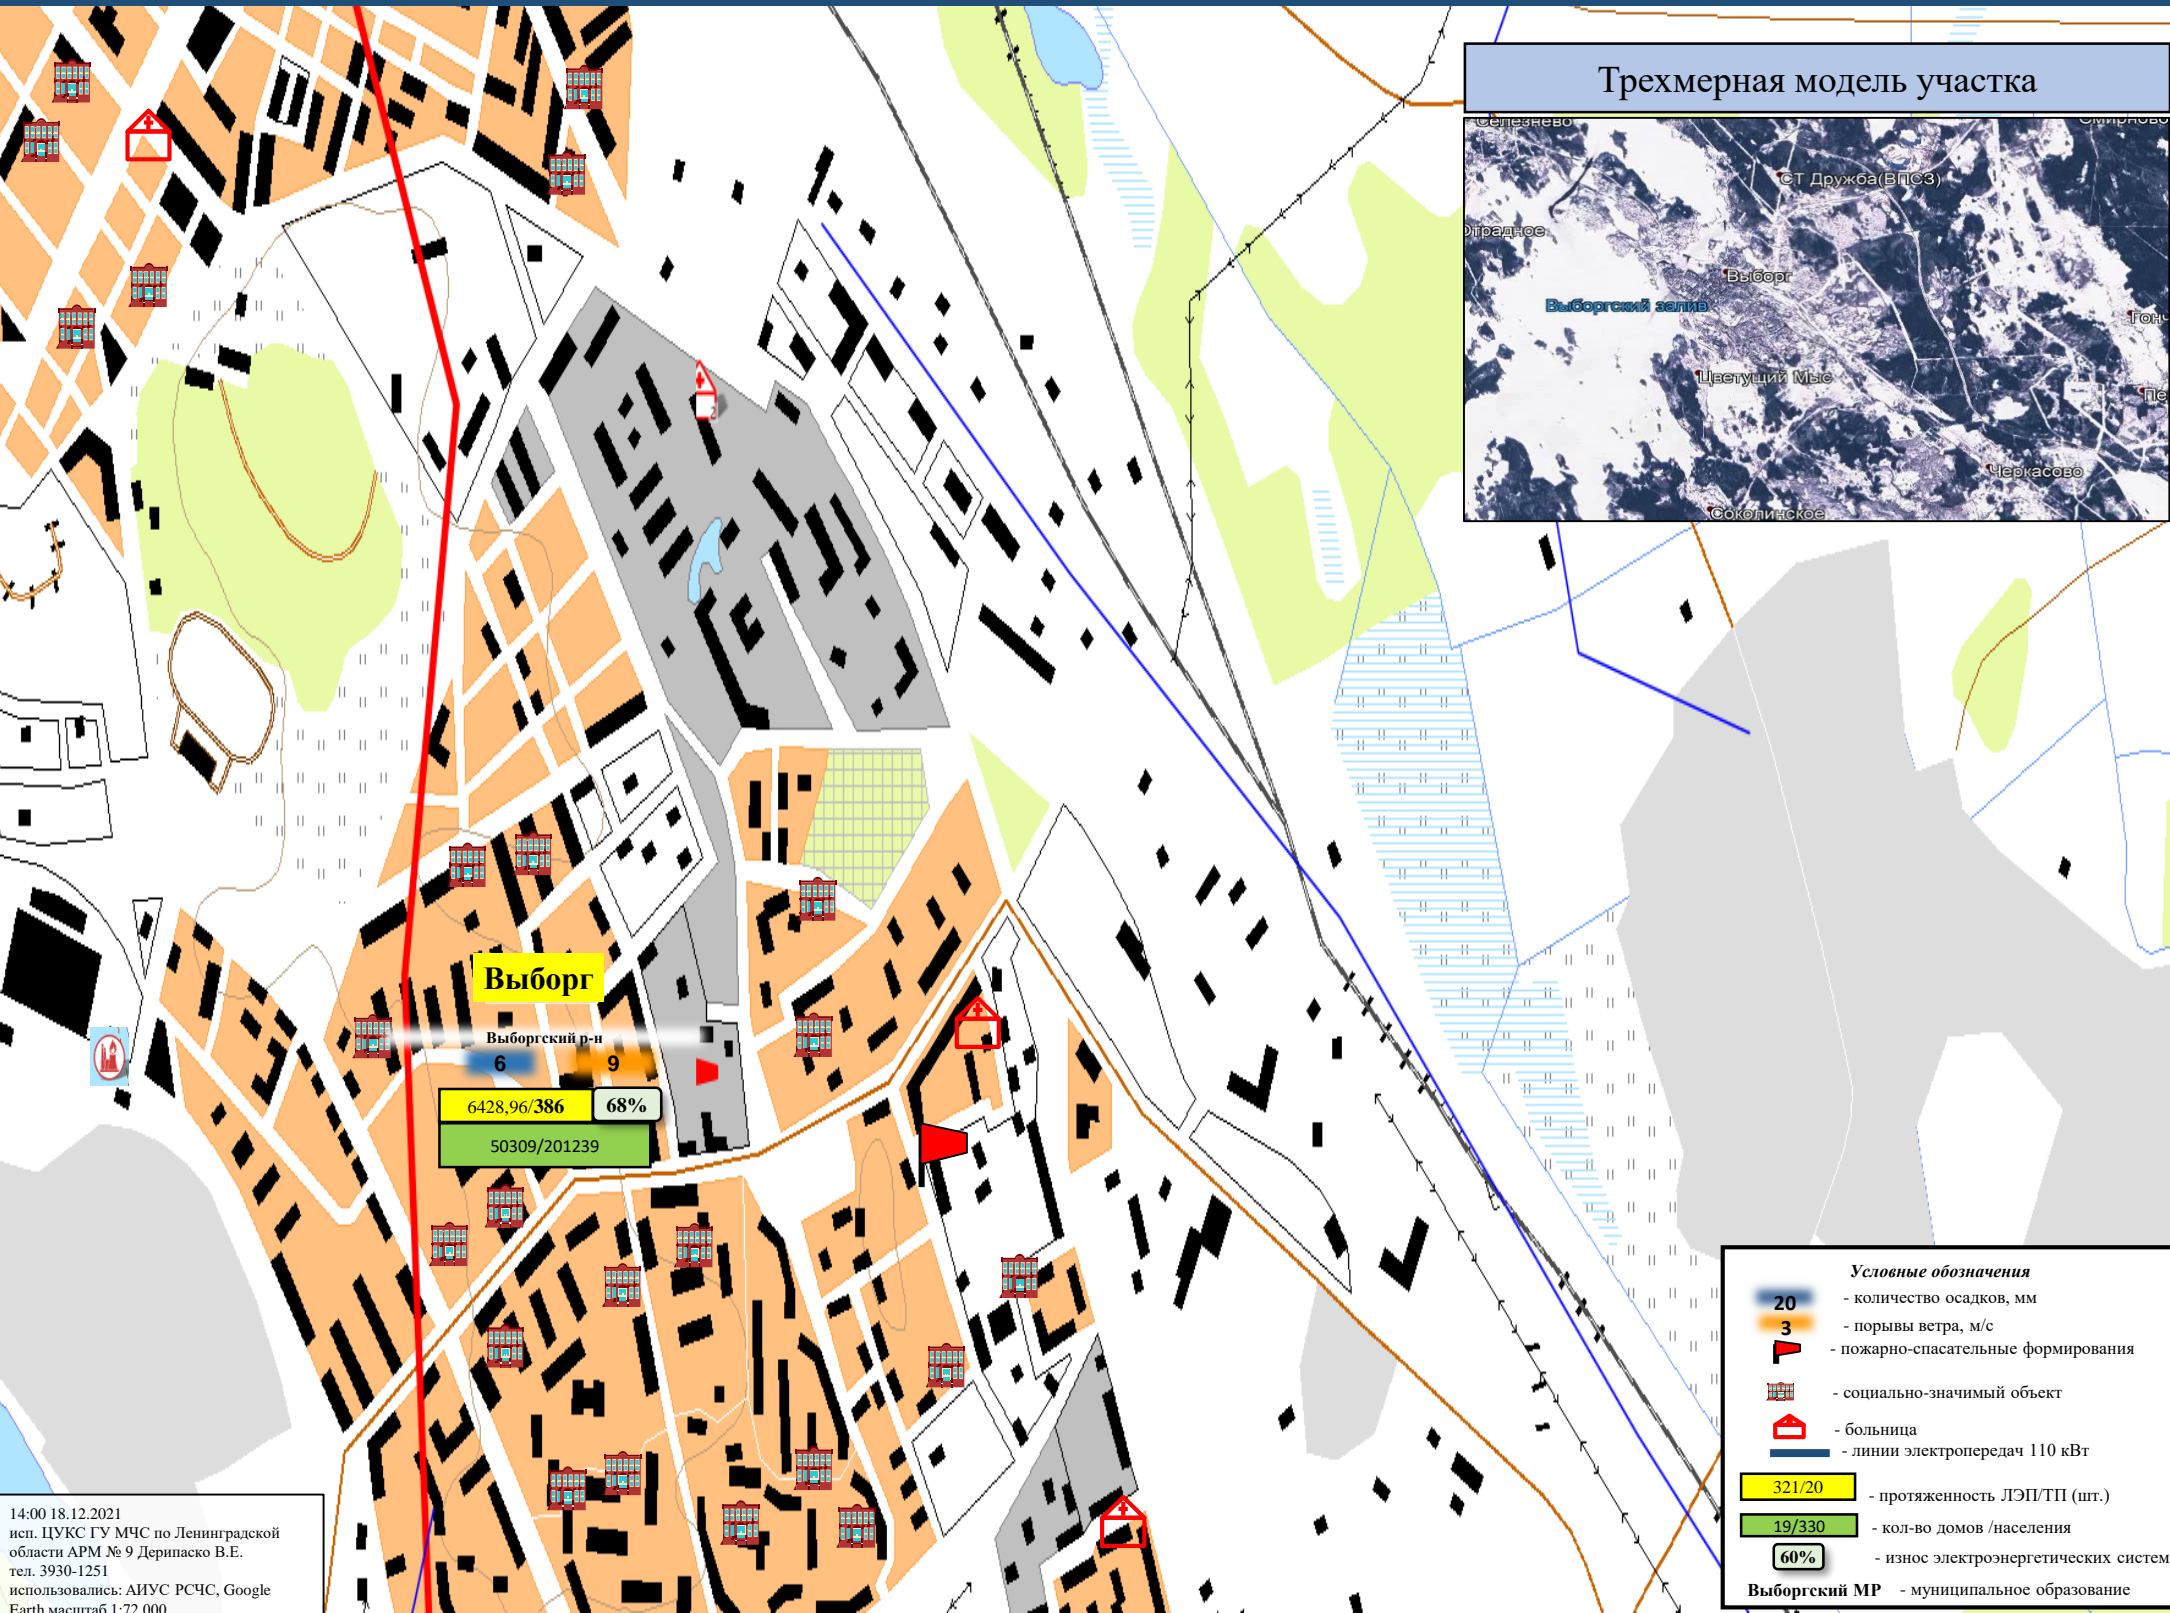 Трехмерная модель участка
Селезнево
Смирново
СТ Дружба(ВПСЗ)
Отрадное
Выборг
Выборгский залив
Гонч
Цветущий Мыс
Пе
Черкасово
Соколинское
Выборг
Выборгский р-н
6
9
6428,96/386
68%
50309/201239
Условные обозначения
20 - количество осадков, мм
3 - порывы ветра, м/с
- пожарно-спасательные формирования
- социально-значимый объект
- больница
- линии электропередач 110 кВт
321/20 - протяженность ЛЭП/ТП (шт.)
19/330 - кол-во домов /населения
60% - износ электроэнергетических систем
Выборгский МР - муниципальное образование
14:00 18.12.2021
исп. ЦУКС ГУ МЧС по Ленинградской
области АРМ № 9 Дерипаско В.Е.
тел. 3930-1251
использовались: АИУС РСЧС, Google
Earth масштаб 1:72 000